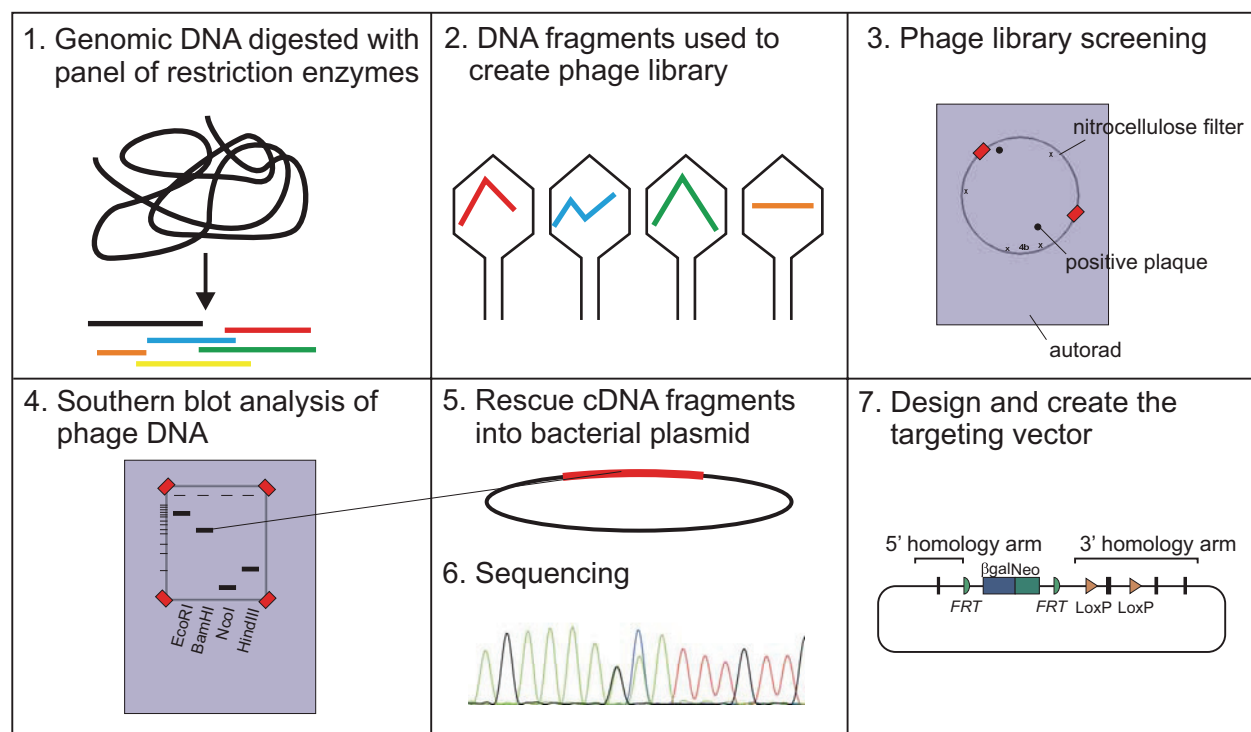 1. Genomic DNA digested with
panel of restriction enzymes
2. DNA fragments used to
create phage library
3. Phage library screening
nitrocellulose filter
x
x
x
4b
x
positive plaque
autorad
4. Southern blot analysis of
phage DNA
EcoRI
BamHI
NcoI
HindIII
5. Rescue cDNA fragments
into bacterial plasmid
6. Sequencing
7. Design and create the
targeting vector
5' homology arm
3' homology arm
βgalNeo
FRT
FRT
LoxP
LoxP